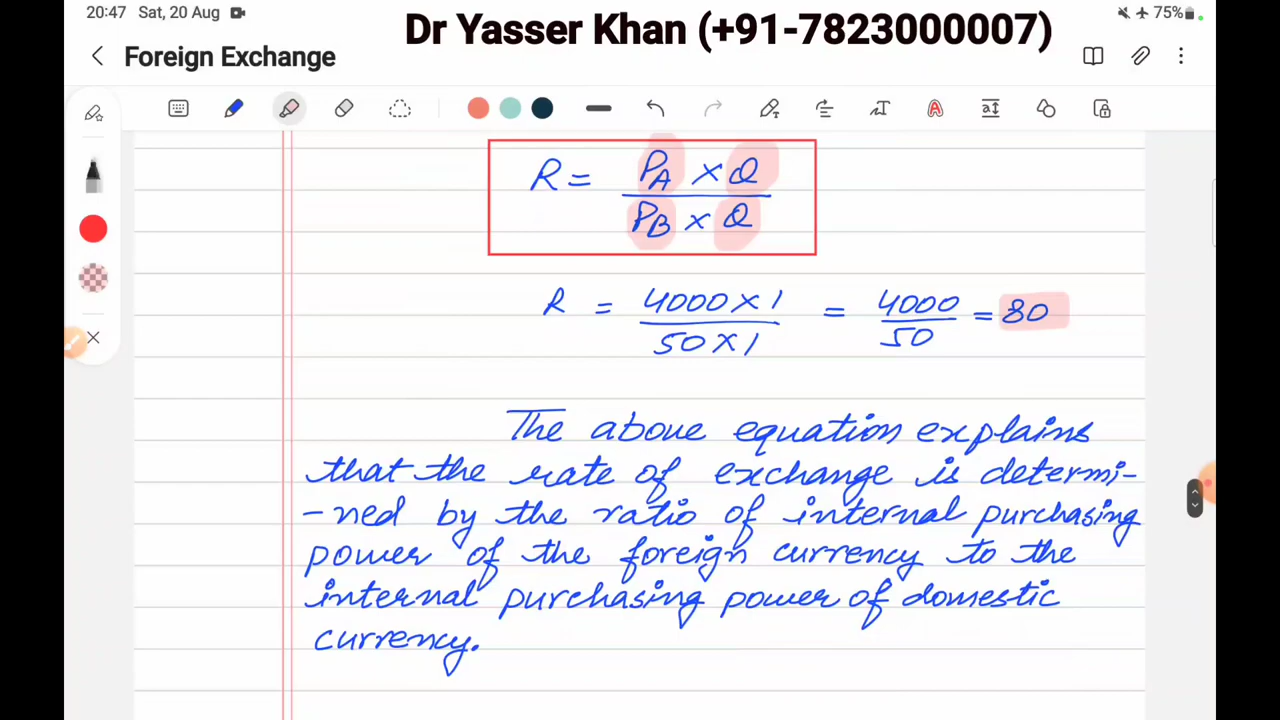 20:47 Sat, 20 Aug
75%
Dr Yasser Khan (+91-7823000007)
Foreign Exchange
R = PA × Q
PB × Q
R = 4000 × 1 = 4000 = 80
50 × 1 50
The above equation explains
that the rate of exchange is determi-
-ned by the ratio of internal purchasing
power of the foreign currency to the
internal purchasing power of domestic
currency.